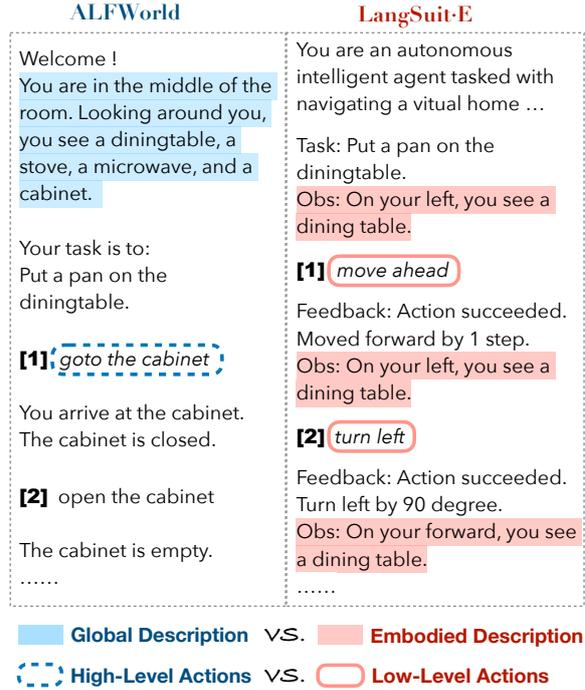 ALFWorld
Welcome !
You are in the middle of the
room. Looking around you,
you see a diningtable, a
stove, a microwave, and a
cabinet.
Your task is to:
Put a pan on the
diningtable.
[1] goto the cabinet
You arrive at the cabinet.
The cabinet is closed.
[2] open the cabinet
The cabinet is empty.
......
LangSuit·E
You are an autonomous
intelligent agent tasked with
navigating a vitual home ...
Task: Put a pan on the
diningtable.
Obs: On your left, you see a
dining table.
[1] move ahead
Feedback: Action succeeded.
Moved forward by 1 step.
Obs: On your left, you see a
dining table.
[2] turn left
Feedback: Action succeeded.
Turn left by 90 degree.
Obs: On your forward, you see
a dining table.
......
Global Description VS. Embodied Description
High-Level Actions VS. Low-Level Actions